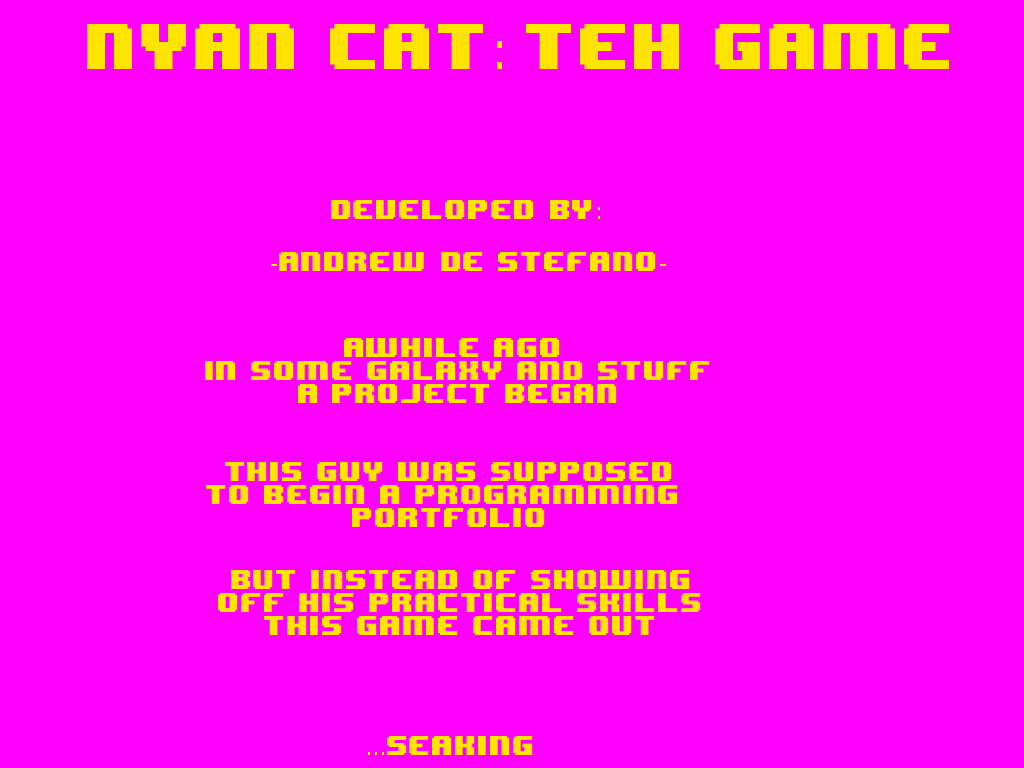 NYAN CAT: TEH GAME
DEVELOPED BY:
-ANDREW DE STEFANO-
AWHILE AGO
IN SOME GALAXY AND STUFF
A PROJECT BEGAN
THIS GUY WAS SUPPOSED
TO BEGIN A PROGRAMMING
PORTFOLIO
BUT INSTEAD OF SHOWING
OFF HIS PRACTICAL SKILLS
THIS GAME CAME OUT
...SEAKING